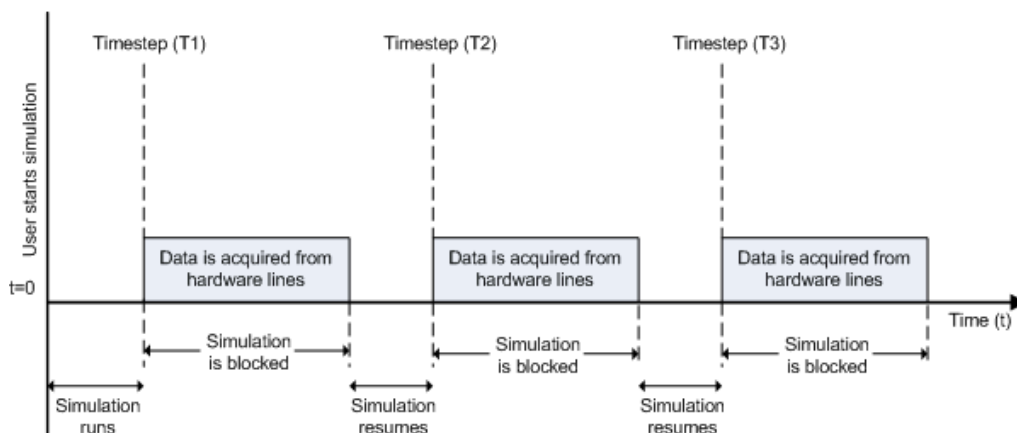 Timestep (T1)
Timestep (T2)
Timestep (T3)
User starts simulation
Data is acquired from
hardware lines
Data is acquired from
hardware lines
Data is acquired from
hardware lines
t=0
Time (t)
Simulation
is blocked
Simulation
is blocked
Simulation
is blocked
Simulation
runs
Simulation
resumes
Simulation
resumes